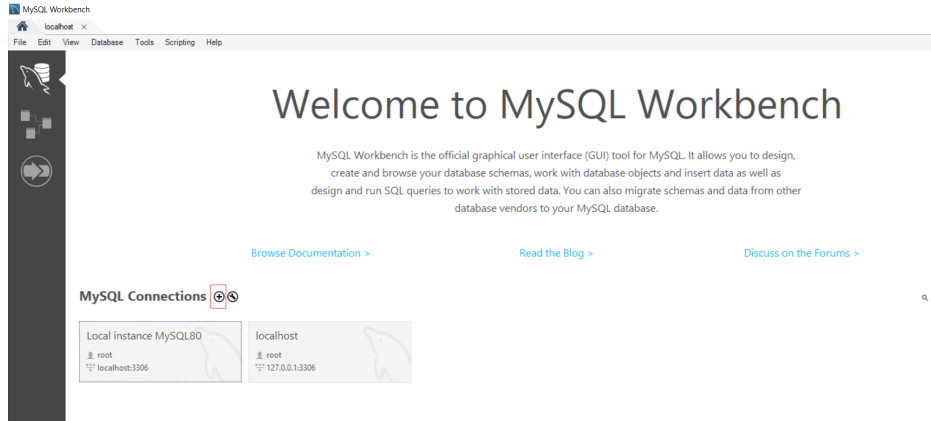 MySQL Workbench
localhost ×
File Edit View Database Tools Scripting Help
Welcome to MySQL Workbench
MySQL Workbench is the official graphical user interface (GUI) tool for MySQL. It allows you to design,
create and browse your database schemas, work with database objects and insert data as well as
design and run SQL queries to work with stored data. You can also migrate schemas and data from other
database vendors to your MySQL database.
Browse Documentation > Read the Blog > Discuss on the Forums >
MySQL Connections
Local instance MySQL80
root
localhost:3306
localhost
root
127.0.0.1:3306